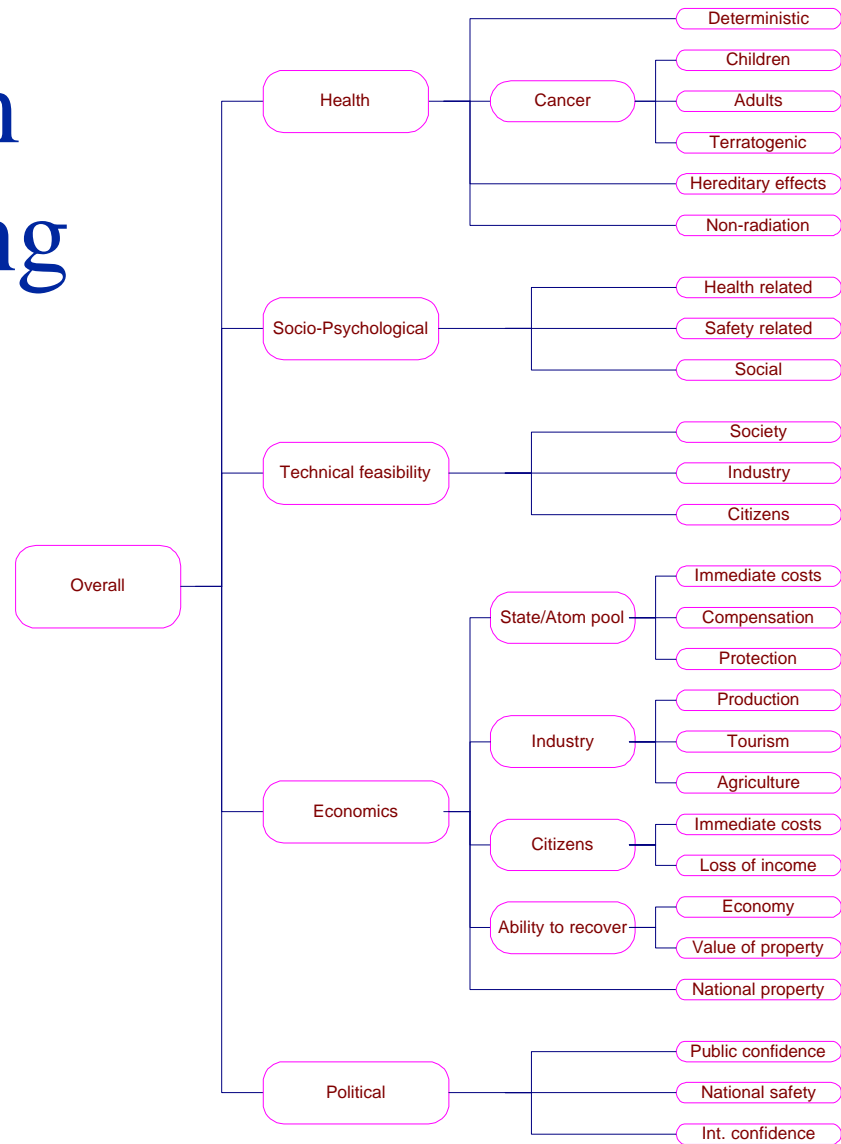 n
ng
Overall
Health
Deterministic
Cancer
Children
Adults
Terratogenic
Hereditary effects
Non-radiation
Socio-Psychological
Health related
Safety related
Social
Technical feasibility
Society
Industry
Citizens
Economics
State/Atom pool
Immediate costs
Compensation
Protection
Industry
Production
Tourism
Agriculture
Citizens
Immediate costs
Loss of income
Ability to recover
Economy
Value of property
National property
Political
Public confidence
National safety
Int. confidence